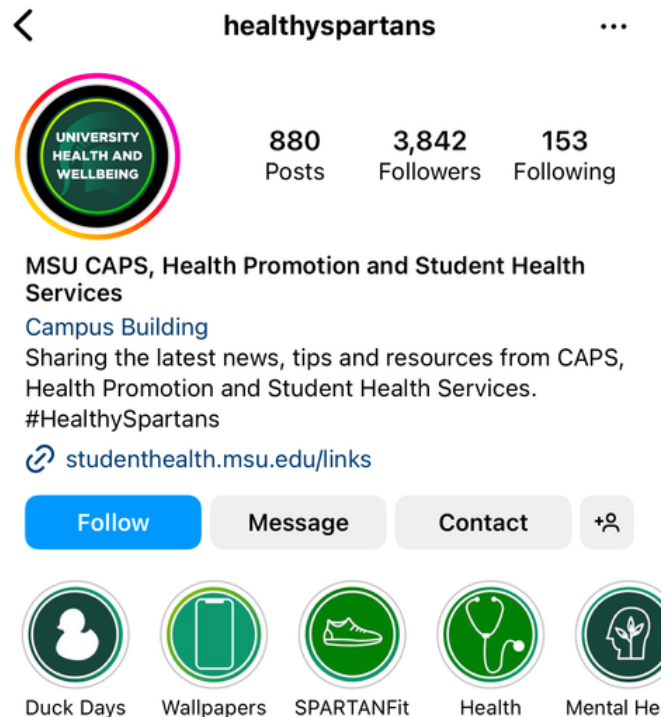 healthyspartans
UNIVERSITY
HEALTH AND
WELLBEING
880 3,842 153
Posts Followers Following
MSU CAPS, Health Promotion and Student Health
Services
Campus Building
Sharing the latest news, tips and resources from CAPS,
Health Promotion and Student Health Services.
#HealthySpartans
studenthealth.msu.edu/links
Follow Message Contact
Duck Days Wallpapers SPARTANFit Health Mental He